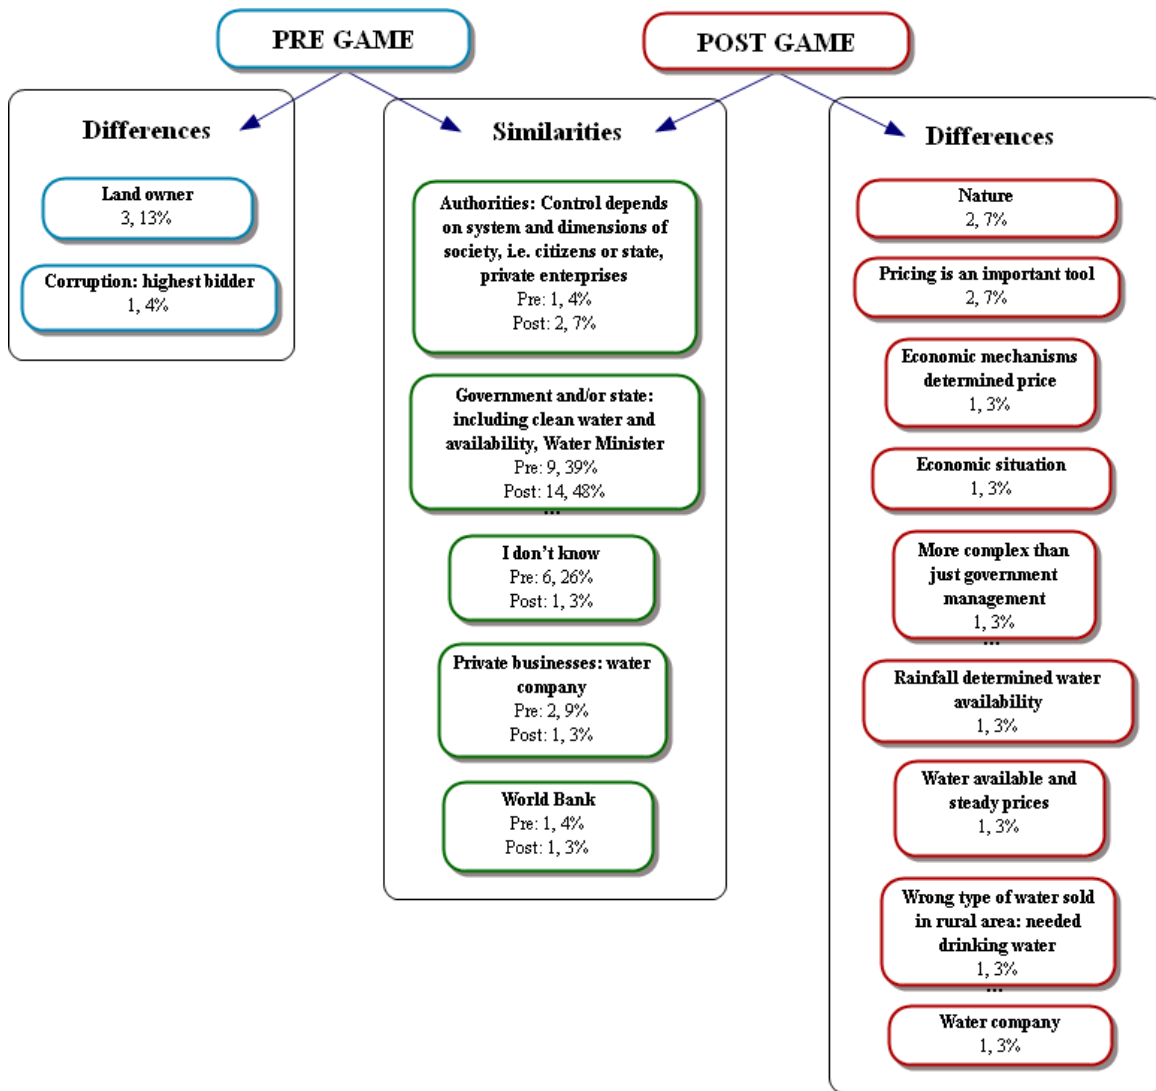 PRE GAME
POST GAME
Differences
Land owner
3, 13%
Corruption: highest bidder
1, 4%
Similarities
Authorities: Control depends
on system and dimensions of
society, i.e. citizens or state,
private enterprises
Pre: 1, 4%
Post: 2, 7%
Government and/or state:
including clean water and
availability, Water Minister
Pre: 9, 39%
Post: 14, 48%
...
I don't know
Pre: 6, 26%
Post: 1, 3%
Private businesses: water
company
Pre: 2, 9%
Post: 1, 3%
World Bank
Pre: 1, 4%
Post: 1, 3%
Differences
Nature
2, 7%
Pricing is an important tool
2, 7%
Economic mechanisms
determined price
1, 3%
Economic situation
1, 3%
More complex than
just government
management
1, 3%
...
Rainfall determined water
availability
1, 3%
Water available and
steady prices
1, 3%
Wrong type of water sold
in rural area: needed
drinking water
1, 3%
...
Water company
1, 3%